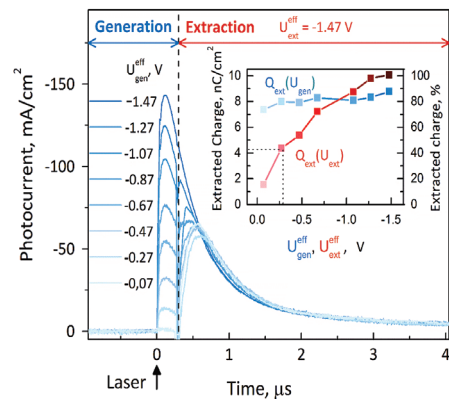 Generation
Extraction
U_ext^eff = -1.47 V
U_gen^eff, V
-1.47
-1.27
-1.07
-0.87
-0.67
-0.47
-0.27
-0,07
Photocurrent, mA/cm²
-150
-100
-50
0
Extracted Charge, nC/cm²
10
8
6
4
2
0
Q_ext(U_gen)
Q_ext(U_ext)
100
80
60
40
20
0
Extracted charge, %
0.0
-0.5
-1.0
-1.5
U_gen^eff, U_ext^eff, V
0
1
2
3
4
Laser
Time, μs